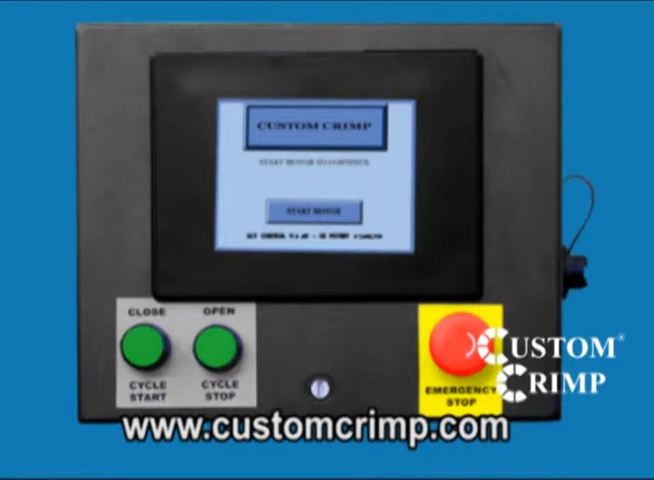 CUSTOM CRIMP
START MOTOR TO CONTINUE
START MOTOR
CLOSE
OPEN
CYCLE
START
CYCLE
STOP
EMERGENCY
STOP
CUSTOM®
CRIMP
www.customcrimp.com